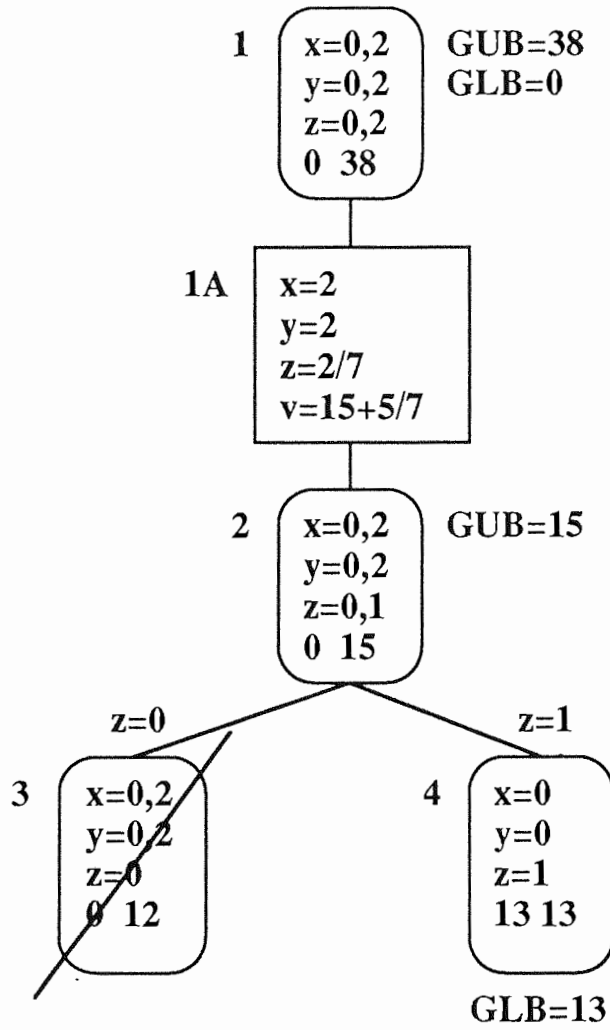 1
x=0,2
y=0,2
z=0,2
0 38
GUB=38
GLB=0
1A
x=2
y=2
z=2/7
v=15+5/7
2
x=0,2
y=0,2
z=0,1
0 15
GUB=15
z=0
z=1
3
x=0,2
y=0,2
z=0
0 12
4
x=0
y=0
z=1
13 13
GLB=13